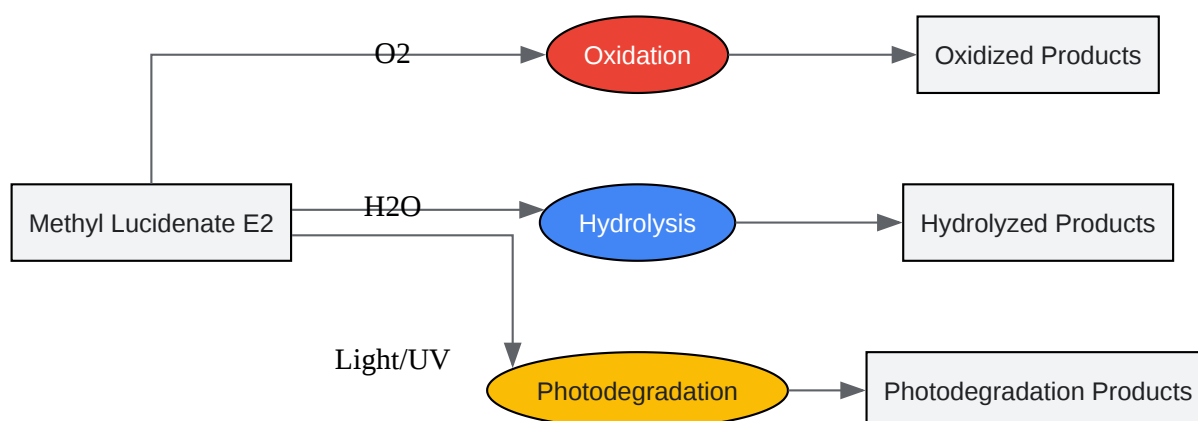 O2
Oxidation
Oxidized Products
Methyl Lucidenate E2
H2O
Hydrolysis
Hydrolyzed Products
Light/UV
Photodegradation
Photodegradation Products